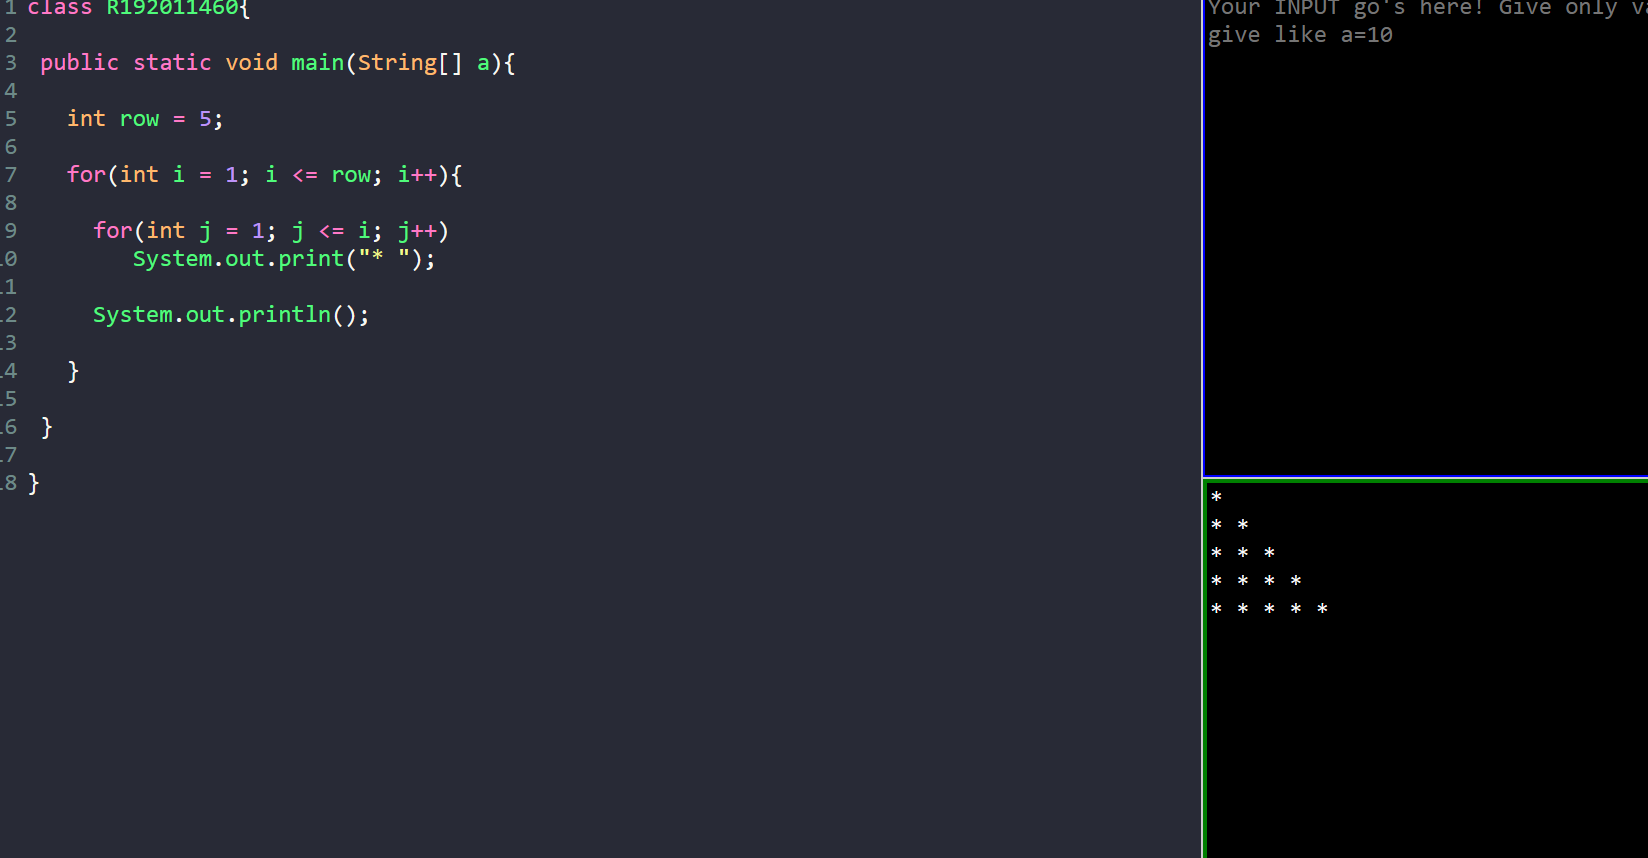 1 class R192011460{
2
3 public static void main(String[] a){
4
5 int row = 5;
6
7 for(int i = 1; i <= row; i++){
8
9 for(int j = 1; j <= i; j++)
.0 System.out.print("* ");
.1
.2 System.out.println();
.3
.4 }
.5
.6 }
.7
.8 }
Your INPUT go's here! Give only
give like a=10
*
* *
* * *
* * * *
* * * * *